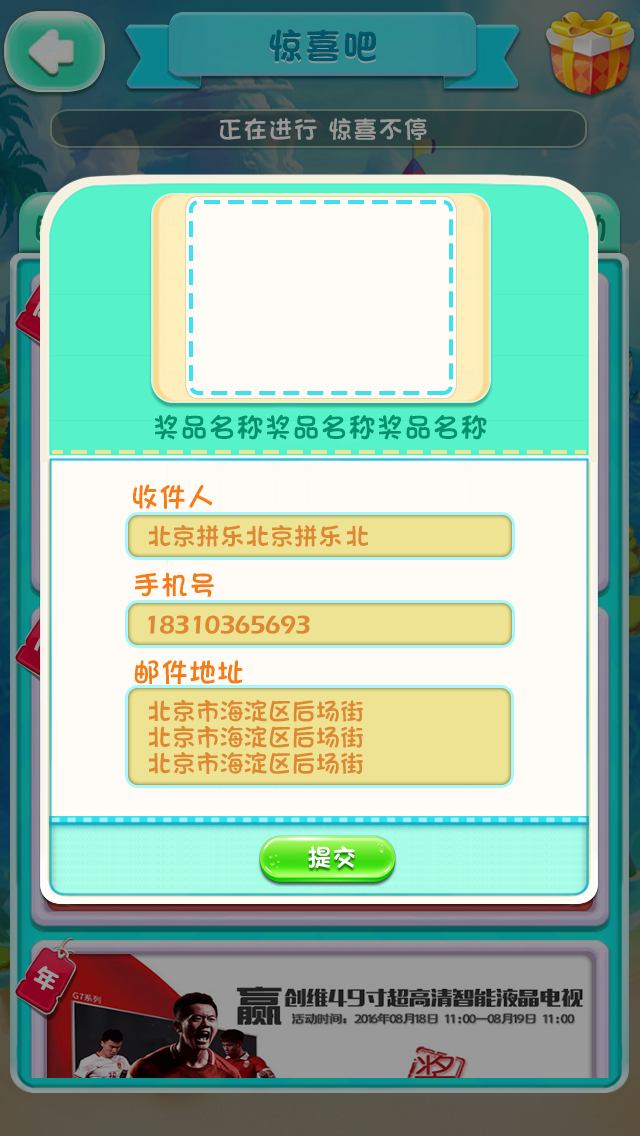 惊喜吧
正在进行 惊喜不停
奖品名称奖品名称奖品名称
收件人
北京拼乐北京拼乐北
手机号
18310365693
邮件地址
北京市海淀区后场街
北京市海淀区后场街
北京市海淀区后场街
提交
年
G7系列
赢创维49寸超高清智能液晶电视
活动时间：2016年08月18日 11:00—08月19日 11:00
奖